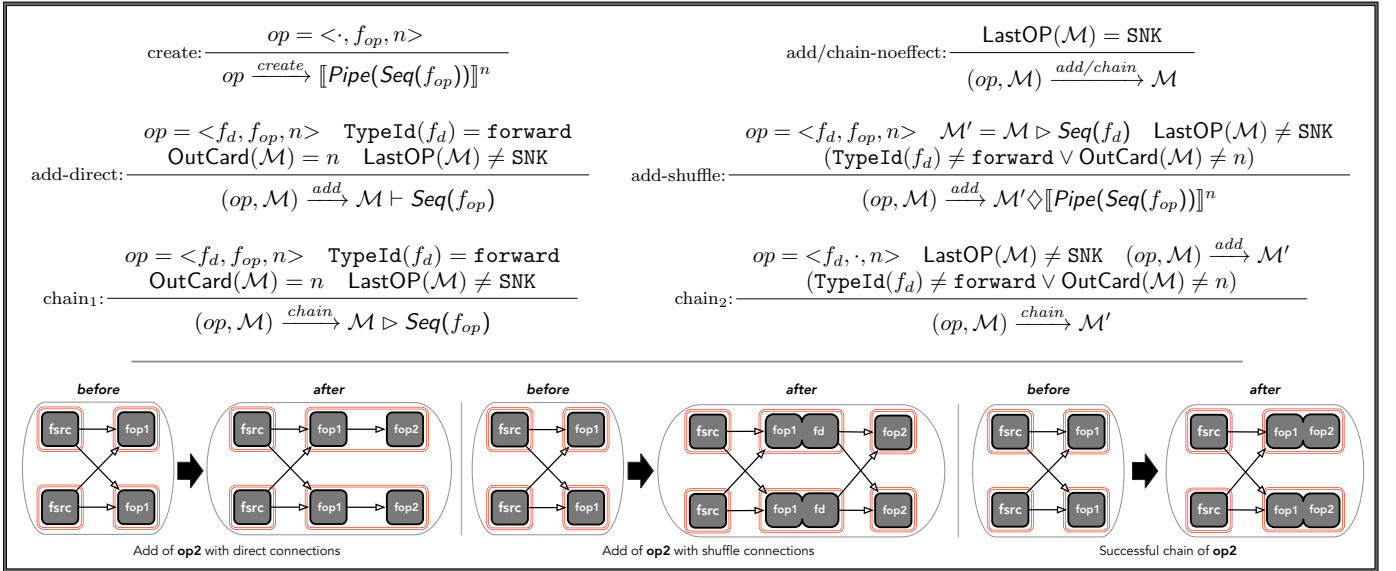 create: op = <·, f_op, n>
op —create→ ⟦Pipe(Seq(f_op))⟧^n
add/chain-noeffect: LastOP(ℳ) = SNK
(op, ℳ) —add/chain→ ℳ
op = <f_d, f_op, n> TypeId(f_d) = forward
OutCard(ℳ) = n LastOP(ℳ) ≠ SNK
add-direct:
(op, ℳ) —add→ ℳ ⊢ Seq(f_op)
op = <f_d, f_op, n> ℳ′ = ℳ ▷ Seq(f_d) LastOP(ℳ) ≠ SNK
(TypeId(f_d) ≠ forward ∨ OutCard(ℳ) ≠ n)
add-shuffle:
(op, ℳ) —add→ ℳ′◇⟦Pipe(Seq(f_op))⟧^n
op = <f_d, f_op, n> TypeId(f_d) = forward
OutCard(ℳ) = n LastOP(ℳ) ≠ SNK
chain₁:
(op, ℳ) —chain→ ℳ ▷ Seq(f_op)
op = <f_d, ·, n> LastOP(ℳ) ≠ SNK (op, ℳ) —add→ ℳ′
(TypeId(f_d) ≠ forward ∨ OutCard(ℳ) ≠ n)
chain₂:
(op, ℳ) —chain→ ℳ′
before after
fsrc fop1 fsrc fop1 fop2
fsrc fop1 fsrc fop1 fop2
Add of op2 with direct connections
before after
fsrc fop1 fsrc fop1 fd fop2
fsrc fop1 fsrc fop1 fd fop2
Add of op2 with shuffle connections
before after
fsrc fop1 fsrc fop1 fop2
fsrc fop1 fsrc fop1 fop2
Successful chain of op2